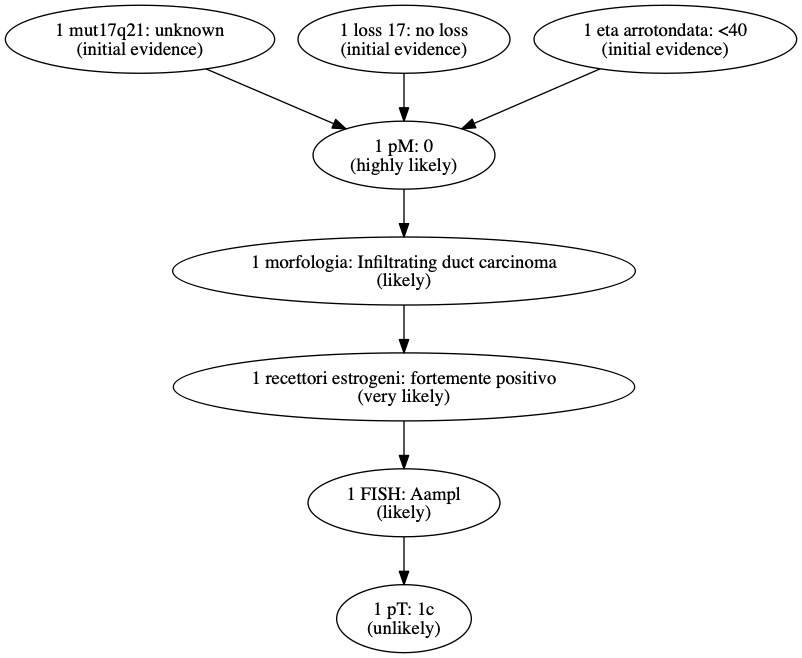 1 mut17q21: unknown
(initial evidence)
1 loss 17: no loss
(initial evidence)
1 eta arrotondata: <40
(initial evidence)
1 pM: 0
(highly likely)
1 morfologia: Infiltrating duct carcinoma
(likely)
1 recettori estrogeni: fortemente positivo
(very likely)
1 FISH: Aampl
(likely)
1 pT: 1c
(unlikely)